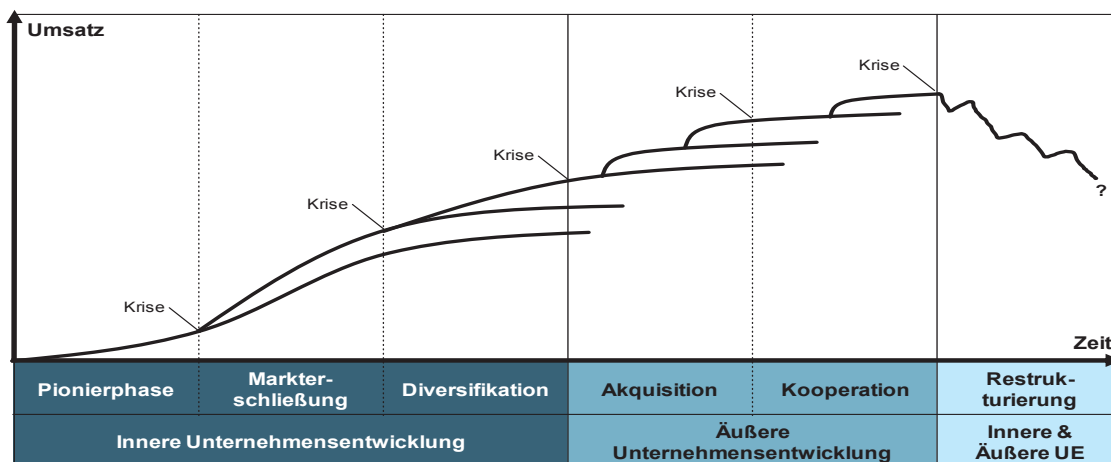 Umsatz
Krise
Krise
Krise
Krise
Krise
?
Zeit
Pionierphase
Markter-
schließung
Diversifikation
Akquisition
Kooperation
Restruk-
turierung
Innere Unternehmensentwicklung
Äußere
Unternehmensentwicklung
Innere &
Äußere UE